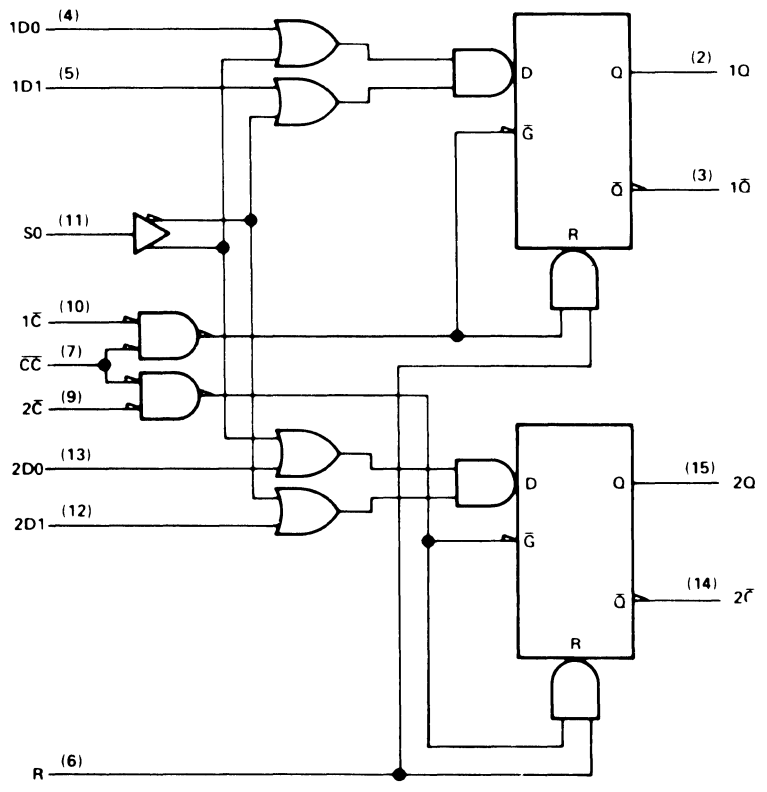 1D0 (4)
1D1 (5)
S0 (11)
1C̅ (10)
C̅C̅ (7)
2C̅ (9)
2D0 (13)
2D1 (12)
R (6)
D Q (2) 1Q
G̅
Q̅ (3) 1Q̅
R
D Q (15) 2Q
G̅
Q̅ (14) 2C̅
R